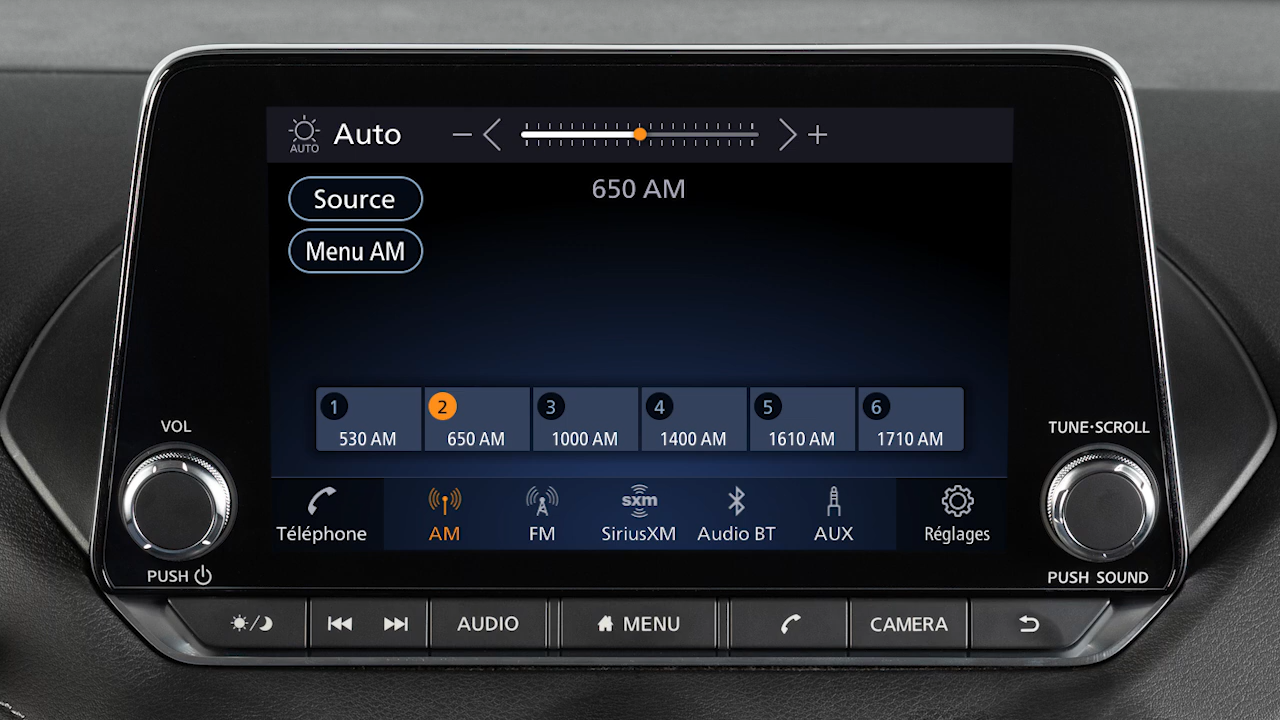 AUTO
Auto
Source
Menu AM
650 AM
1
530 AM
2
650 AM
3
1000 AM
4
1400 AM
5
1610 AM
6
1710 AM
VOL
PUSH
TUNE·SCROLL
PUSH SOUND
Téléphone
AM
FM
sxm
SiriusXM
Audio BT
AUX
Réglages
AUDIO
MENU
CAMERA